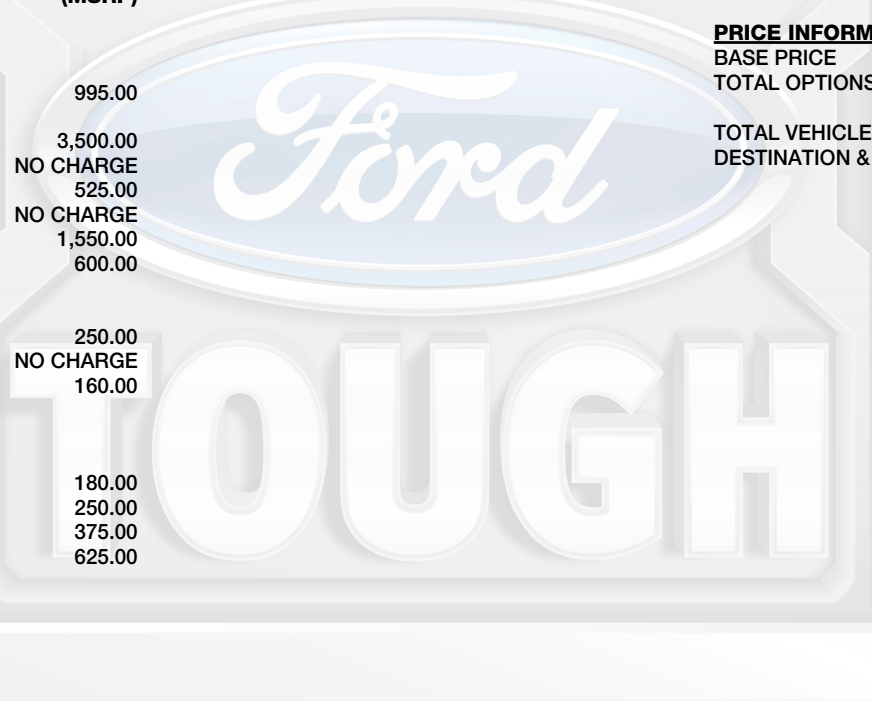 (MSRP)
995.00
3,500.00
NO CHARGE
525.00
NO CHARGE
1,550.00
600.00
250.00
NO CHARGE
160.00
180.00
250.00
375.00
625.00
PRICE INFORM
BASE PRICE
TOTAL OPTIONS
TOTAL VEHICLE
DESTINATION &
Ford
TOUGH